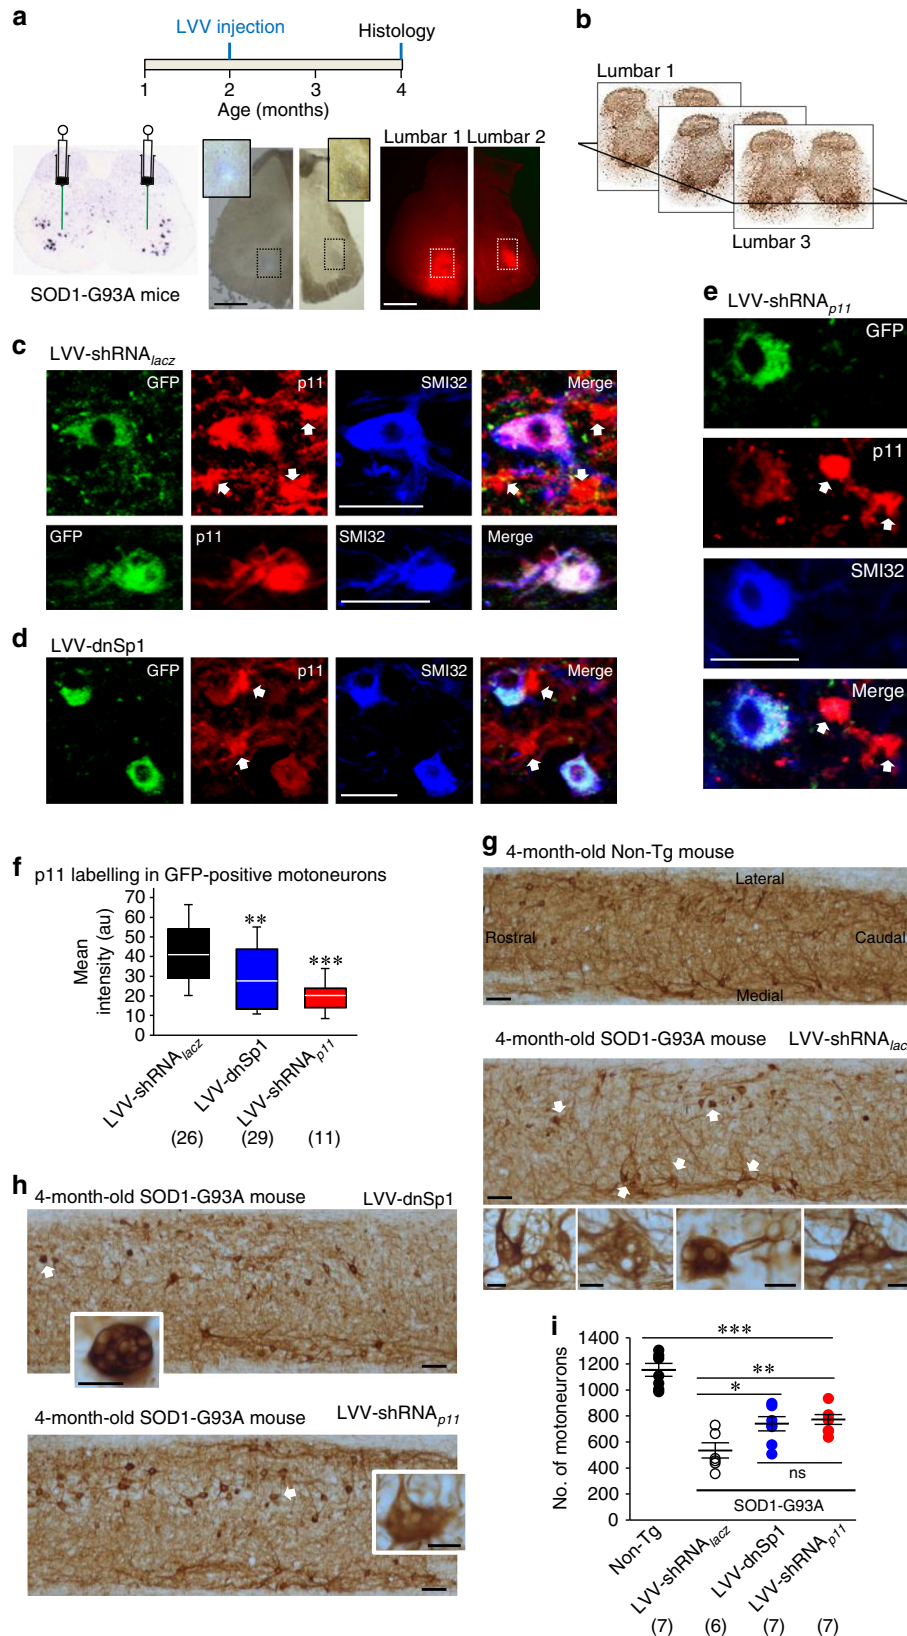 a
LVV injection
Histology
1 2 3 4
Age (months)
Lumbar 1 Lumbar 2
SOD1-G93A mice
b
Lumbar 1
Lumbar 3
c
LVV-shRNAlacz
GFP p11 SMI32 Merge
GFP p11 SMI32 Merge
d
LVV-dnSp1
GFP p11 SMI32 Merge
e
LVV-shRNAp11
GFP
p11
SMI32
Merge
f
p11 labelling in GFP-positive motoneurons
Mean
intensity (au)
70
60
50
40
30
20
10
0
**
***
LVV-shRNAlacz
LVV-dnSp1
LVV-shRNAp11
(26) (29) (11)
g
4-month-old Non-Tg mouse
Lateral
Rostral Caudal
Medial
4-month-old SOD1-G93A mouse LVV-shRNAlac
h
4-month-old SOD1-G93A mouse LVV-dnSp1
4-month-old SOD1-G93A mouse LVV-shRNAp11
i
No. of motoneurons
1400
1200
1000
800
600
400
200
0
***
**
*
ns
SOD1-G93A
Non-Tg
LVV-shRNAlacz
LVV-dnSp1
LVV-shRNAp11
(7) (6) (7) (7)